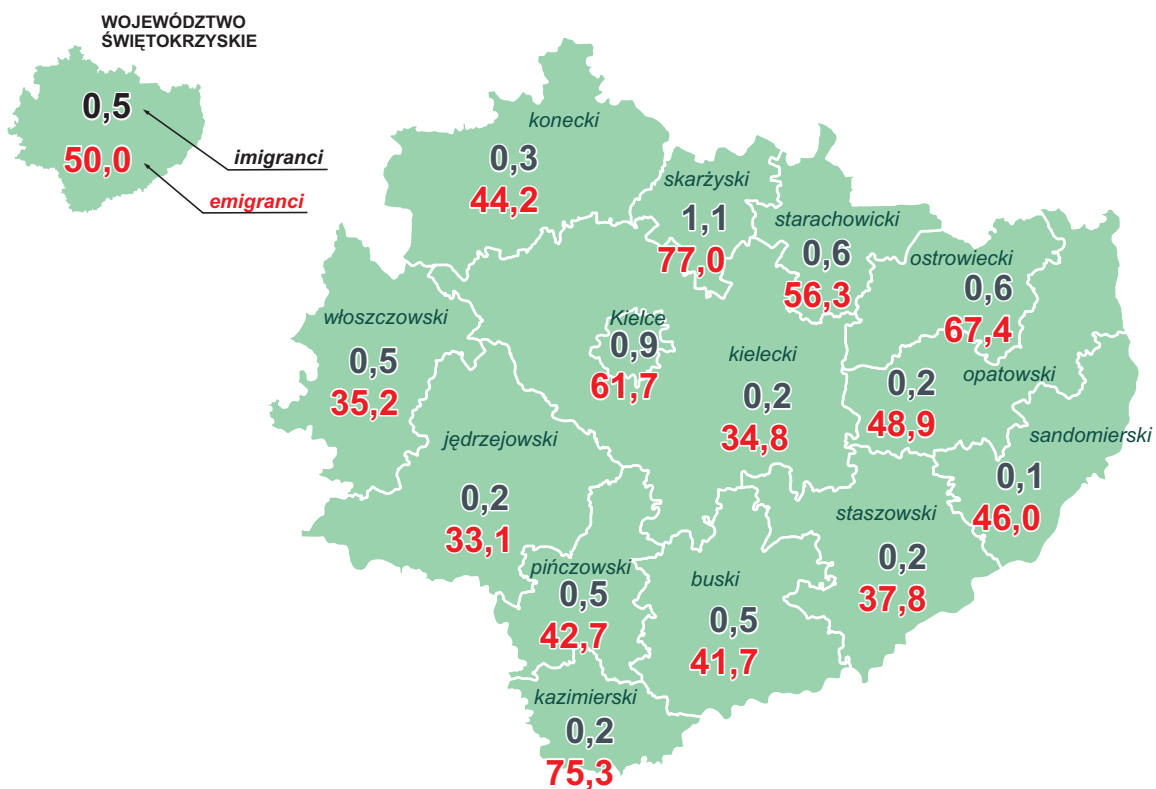 WOJEWÓDZTWO
ŚWIĘTOKRZYSKIE
0,5
50,0
imigranci
emigranci
konecki
0,3
44,2
skarżyski
1,1
77,0
starachowicki
0,6
56,3
ostrowiecki
0,6
67,4
włoszczowski
0,5
35,2
Kielce
0,9
61,7
kielecki
0,2
34,8
opatowski
0,2
48,9
sandomierski
0,1
46,0
jędrzejowski
0,2
33,1
staszowski
0,2
37,8
pińczowski
0,5
42,7
buski
0,5
41,7
kazimierski
0,2
75,3